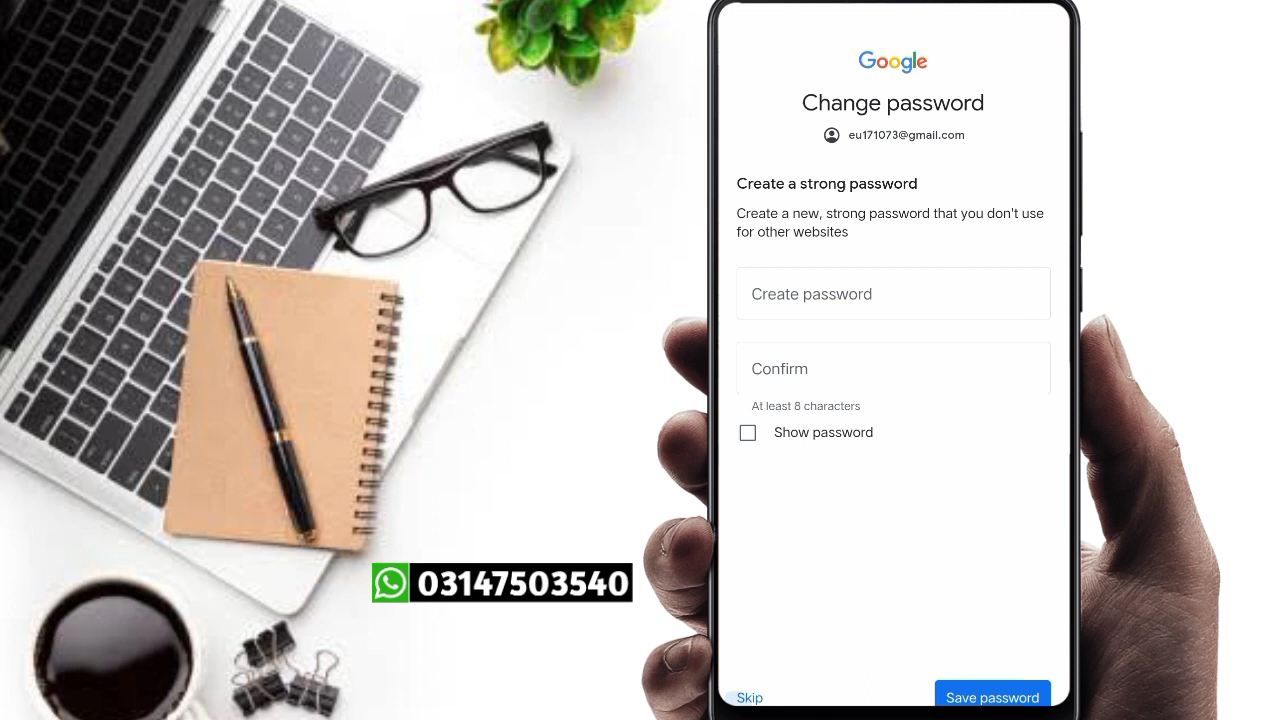 Google
Change password
eu171073@gmail.com
Create a strong password
Create a new, strong password that you don't use
for other websites
Create password
Confirm
At least 8 characters
Show password
Skip
Save password
03147503540